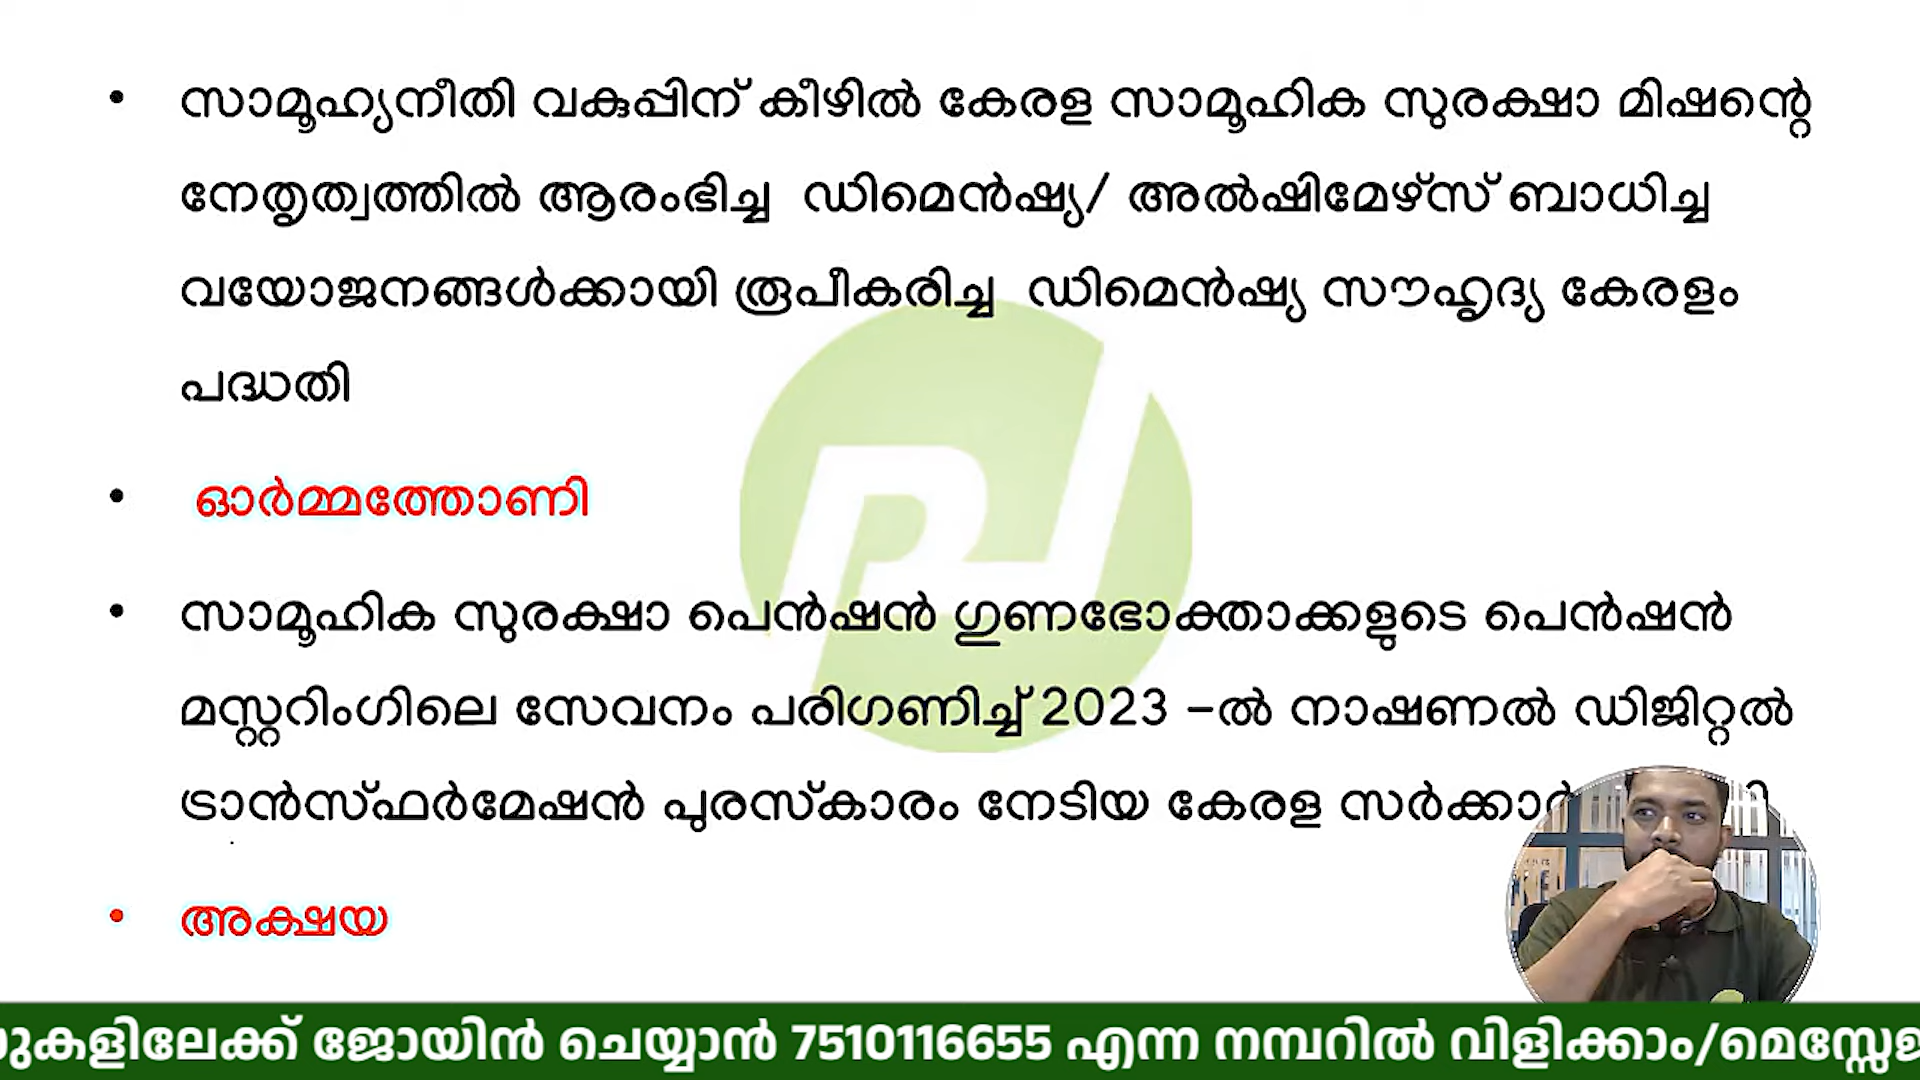 • സാമൂഹ്യനീതി വകുപ്പിന് കീഴിൽ കേരള സാമൂഹിക സുരക്ഷാ മിഷന്റെ
നേതൃത്വത്തിൽ ആരംഭിച്ച ഡിമെൻഷ്യ/ അൽഷിമേഴ്സ് ബാധിച്ച
വയോജനങ്ങൾക്കായി രൂപീകരിച്ച ഡിമെൻഷ്യ സൗഹൃദ്യ കേരളം
പദ്ധതി
• ഓർമ്മത്തോണി
• സാമൂഹിക സുരക്ഷാ പെൻഷൻ ഗുണഭോക്താക്കളുടെ പെൻഷൻ
മസ്റ്ററിംഗിലെ സേവനം പരിഗണിച്ച് 2023 -ൽ നാഷണൽ ഡിജിറ്റൽ
ട്രാൻസ്ഫർമേഷൻ പുരസ്കാരം നേടിയ കേരള സർക്കാർ
• അക്ഷയ
ജോയിൻ ചെയ്യാൻ 7510116655 എന്ന നമ്പറിൽ വിളിക്കാം/